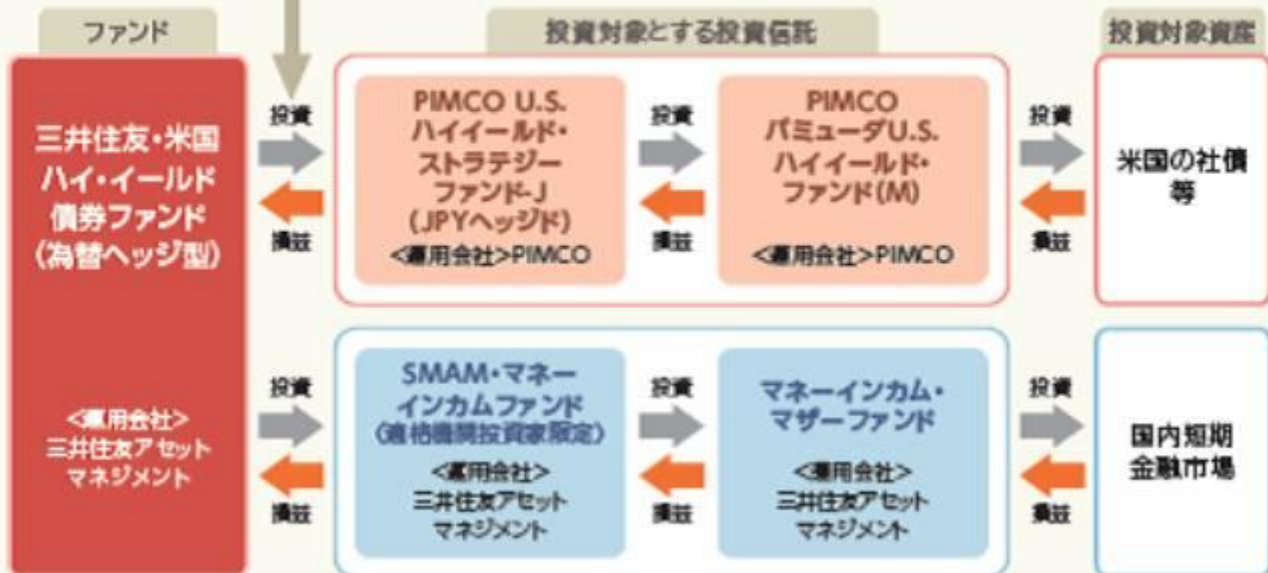 ファンド
投資対象とする投資信託
投資対象資産
三井住友・米国
ハイ・イールド
債券ファンド
(為替ヘッジ型)
<運用会社>
三井住友アセット
マネジメント
投資
損益
PIMCO U.S.
ハイイールド・
ストラテジー
ファンド-J
(JPYヘッジド)
<運用会社>PIMCO
投資
損益
PIMCO
バミューダU.S.
ハイイールド・
ファンド(M)
<運用会社>PIMCO
投資
損益
米国の社債
等
投資
損益
SMAM・マネー
インカムファンド
(適格機関投資家限定)
<運用会社>
三井住友アセット
マネジメント
投資
損益
マネーインカム・
マザーファンド
<運用会社>
三井住友アセット
マネジメント
投資
損益
国内短期
金融市場